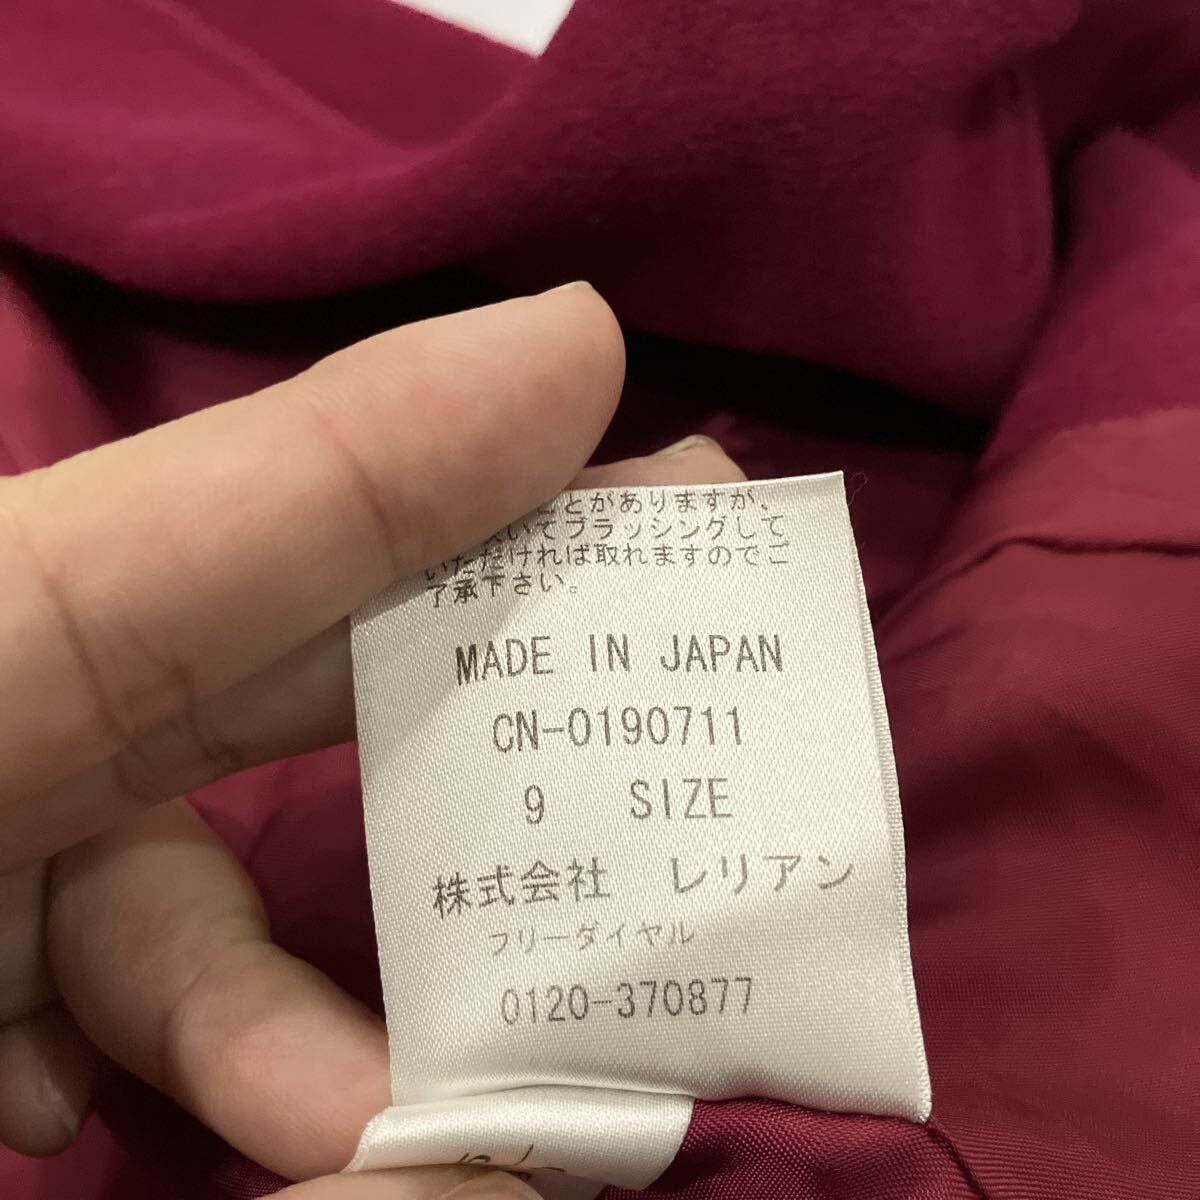 ことがありますが、
いてブラッシングして
いただければ取れますのでご
了承下さい。
MADE IN JAPAN
CN-0190711
9 SIZE
株式会社 レリアン
フリーダイヤル
0120-370877